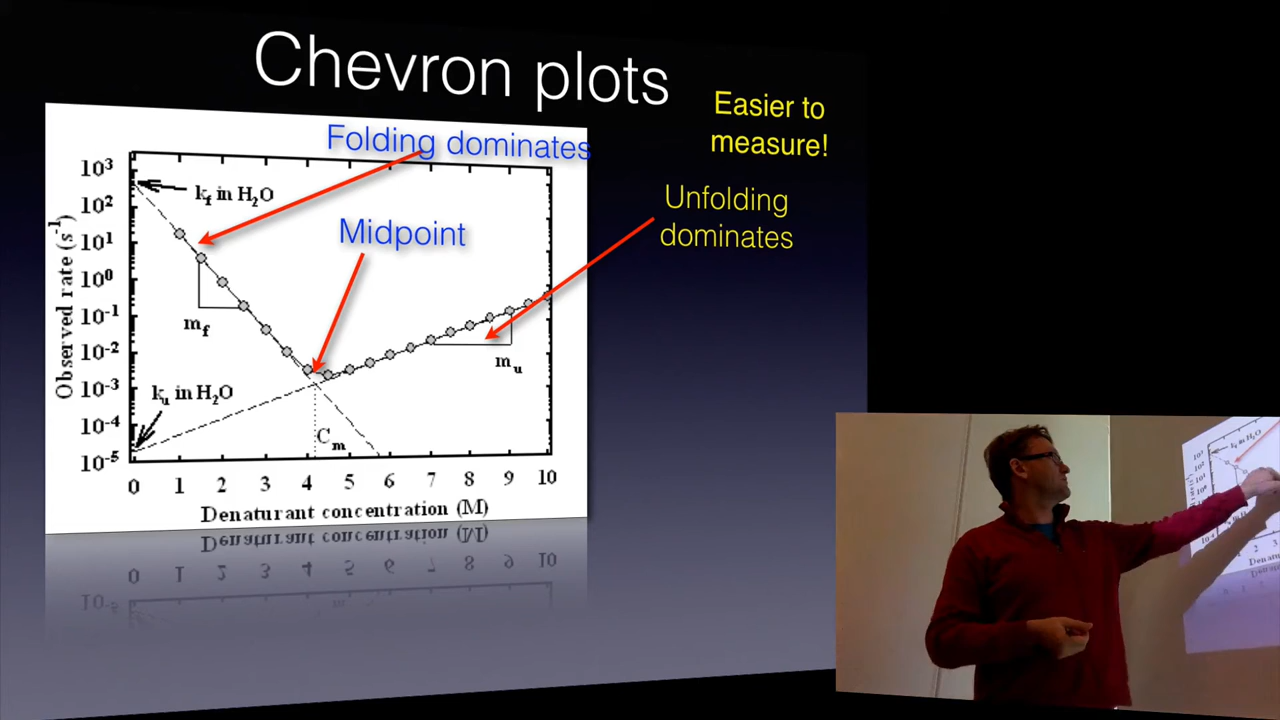 Chevron plots
Easier to
measure!
Folding dominates
Unfolding
dominates
Midpoint
Observed rate (s⁻¹)
10³
10²
10¹
10⁰
10⁻¹
10⁻²
10⁻³
10⁻⁴
10⁻⁵
k_f in H₂O
m_f
m_u
k_u in H₂O
C_m
0 1 2 3 4 5 6 7 8 9 10
Denaturant concentration (M)